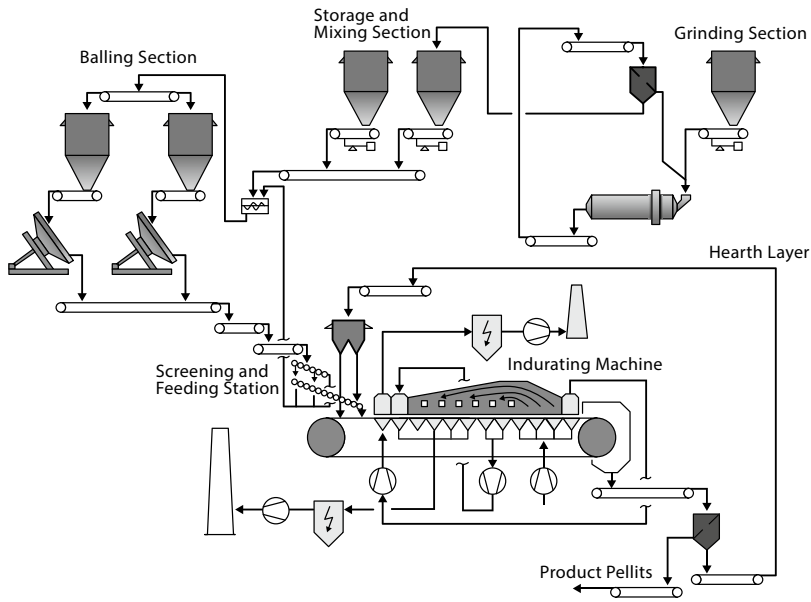 Storage and
Mixing Section
Grinding Section
Balling Section
Hearth Layer
Screening and
Feeding Station
Indurating Machine
Product Pellits